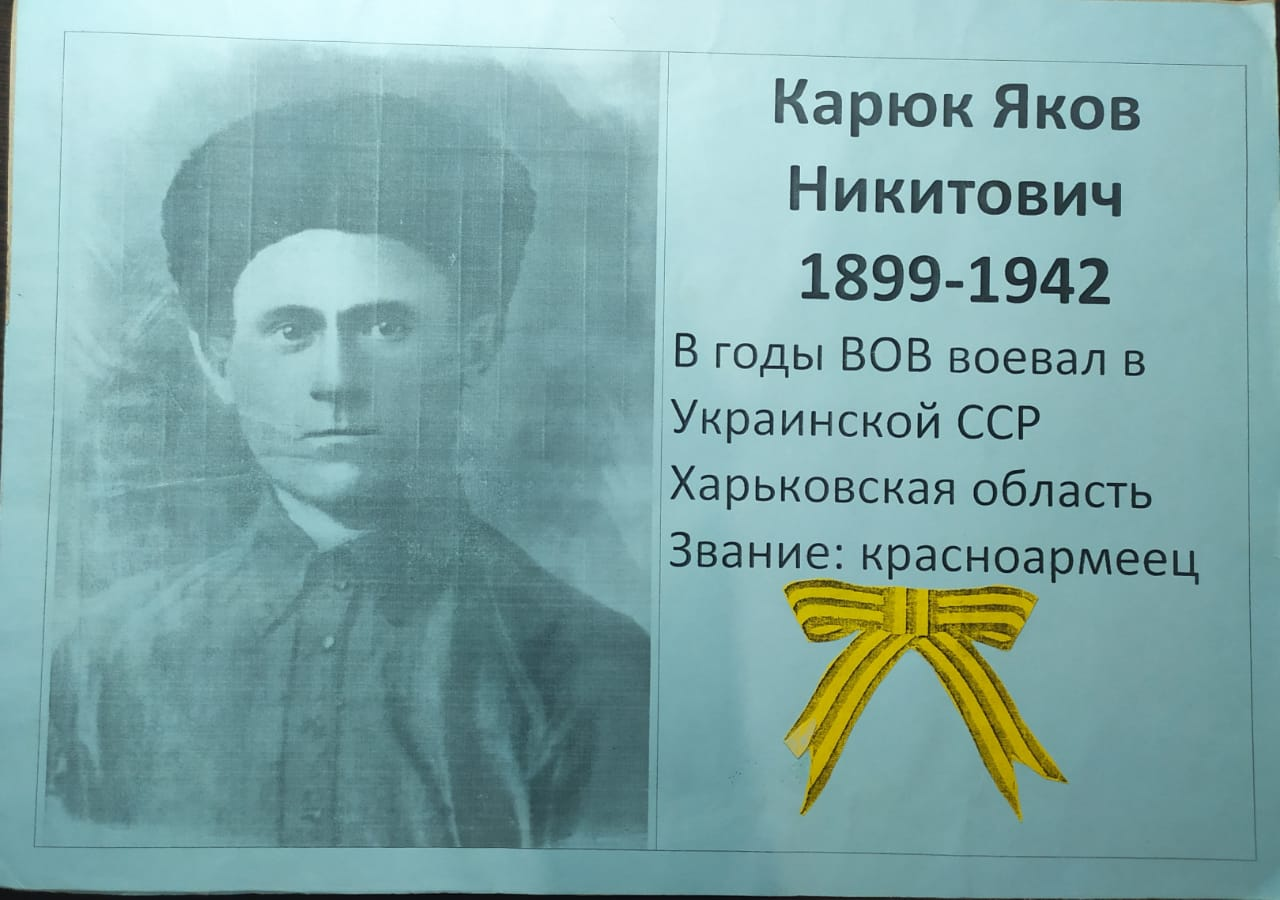 Карюк Яков
Никитович
1899-1942
В годы ВОВ воевал в
Украинской ССР
Харьковская область
Звание: красноармеец